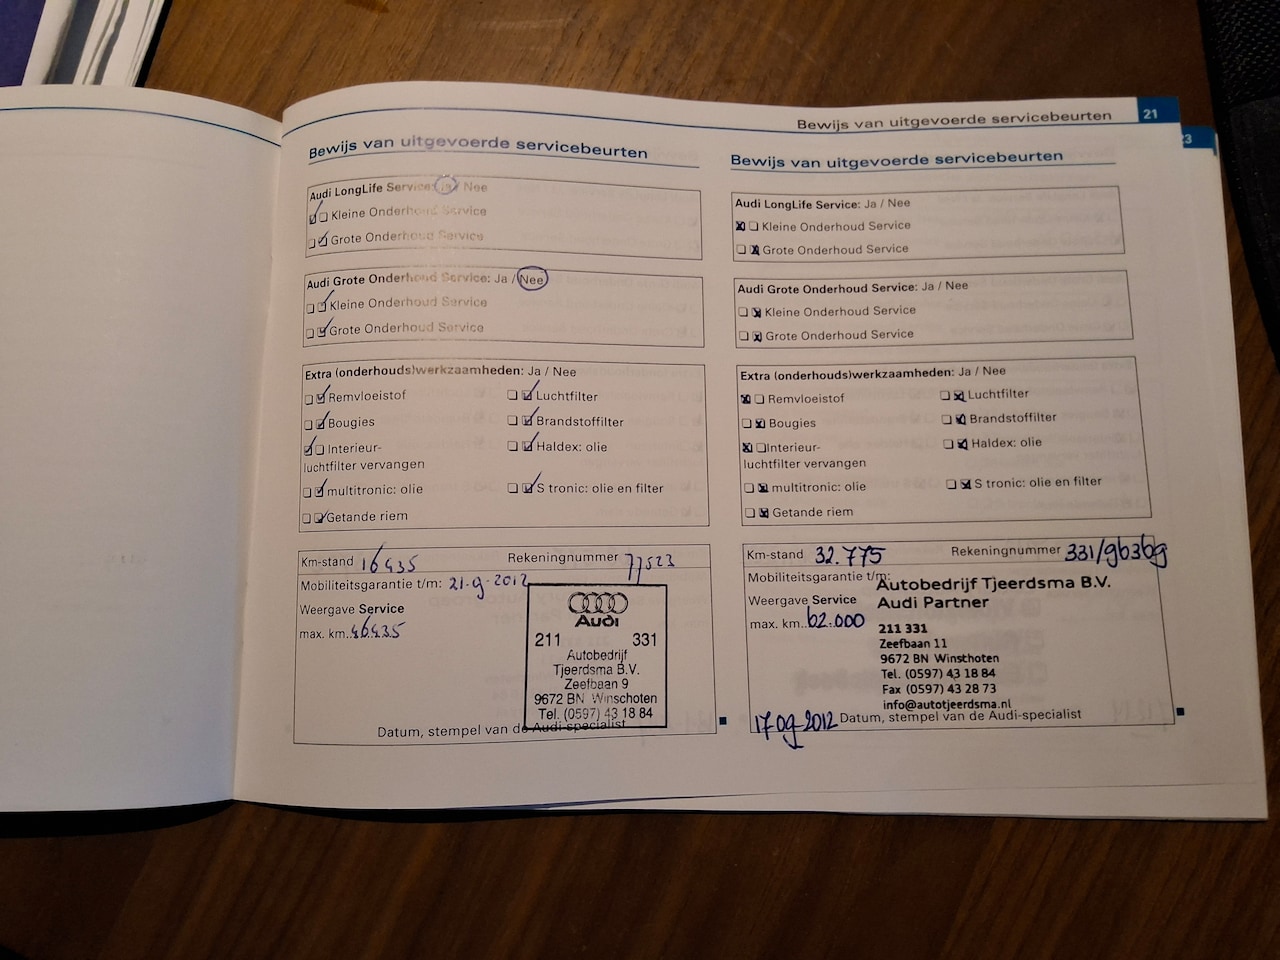 Bewijs van uitgevoerde servicebeurten
21
23
Bewijs van uitgevoerde servicebeurten
Audi LongLife Service: Ja / Nee
Kleine Onderhoud Service
Grote Onderhoud Service
Audi Grote Onderhoud Service: Ja / Nee
Kleine Onderhoud Service
Grote Onderhoud Service
Extra (onderhouds)werkzaamheden: Ja / Nee
Remvloeistof
Luchtfilter
Bougies
Brandstoffilter
Interieur-
luchtfilter vervangen
Haldex: olie
multitronic: olie
S tronic: olie en filter
Getande riem
Km-stand 16435
Rekeningnummer 77523
Mobiliteitsgarantie t/m: 21-9-2012
Weergave Service
max. km. 46435
Audi
211 331
Autobedrijf
Tjeerdsma B.V.
Zeefbaan 9
9672 BN Winschoten
Tel. (0597) 43 18 84
Datum, stempel van de Audi-specialist
Bewijs van uitgevoerde servicebeurten
Audi LongLife Service: Ja / Nee
Kleine Onderhoud Service
Grote Onderhoud Service
Audi Grote Onderhoud Service: Ja / Nee
Kleine Onderhoud Service
Grote Onderhoud Service
Extra (onderhouds)werkzaamheden: Ja / Nee
Remvloeistof
Luchtfilter
Bougies
Brandstoffilter
Interieur-
luchtfilter vervangen
Haldex: olie
multitronic: olie
S tronic: olie en filter
Getande riem
Km-stand 32.775
Rekeningnummer 331/9b3bg
Mobiliteitsgarantie t/m:
Weergave Service
max. km. 62.000
Autobedrijf Tjeerdsma B.V.
Audi Partner
211 331
Zeefbaan 11
9672 BN Winschoten
Tel. (0597) 43 18 84
Fax (0597) 43 28 73
info@autotjeerdsma.nl
17 09 2012 Datum, stempel van de Audi-specialist